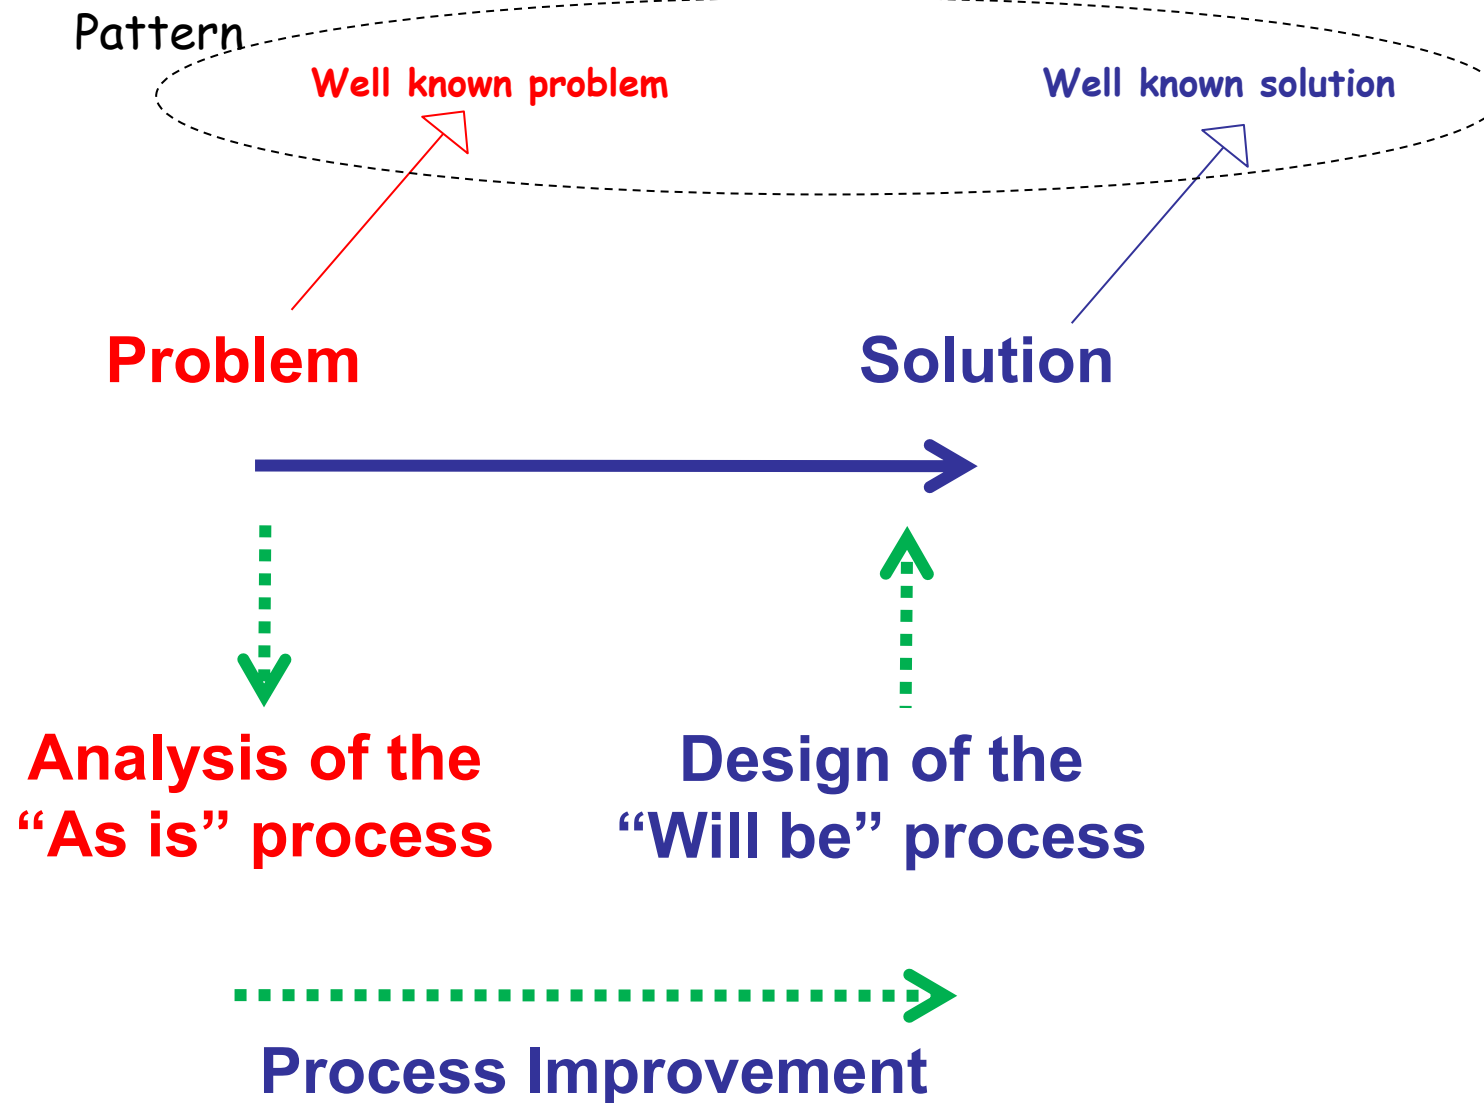 Pattern
Well known problem
Well known solution
Problem
Solution
Analysis of the
“As is” process
Design of the
“Will be” process
Process Improvement